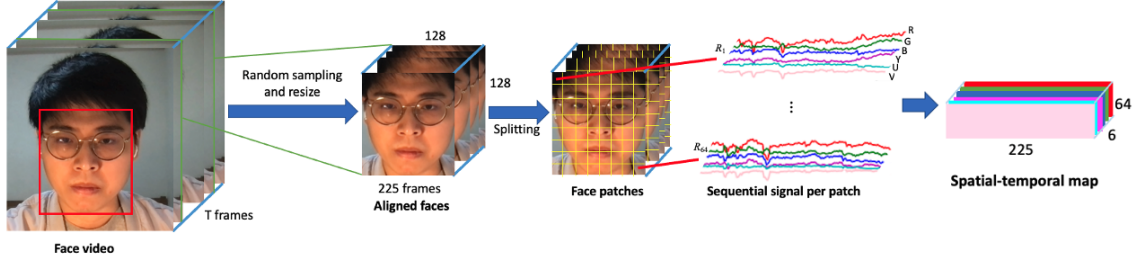 Face video
T frames
Random sampling
and resize
128
128
225 frames
Aligned faces
Splitting
Face patches
R1
R
G
B
Y
U
V
...
R64
Sequential signal per patch
64
6
225
Spatial-temporal map